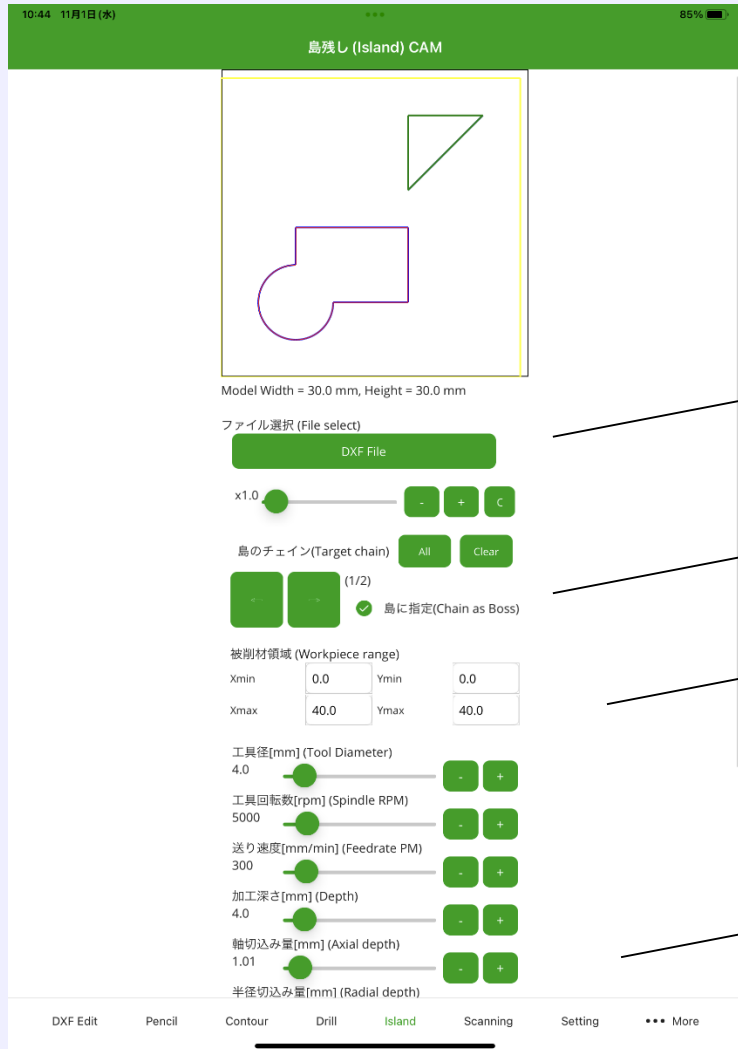 10:44 11月1日(水)
85%
島残し (Island) CAM
Model Width = 30.0 mm, Height = 30.0 mm
ファイル選択 (File select)
DXF File
x1.0
-
+
C
島のチェイン(Target chain)
All
Clear
←
→
(1/2)
島に指定(Chain as Boss)
被削材領域 (Workpiece range)
Xmin 0.0 Ymin 0.0
Xmax 40.0 Ymax 40.0
工具径[mm] (Tool Diameter)
4.0
-
+
工具回転数[rpm] (Spindle RPM)
5000
-
+
送り速度[mm/min] (Feedrate PM)
300
-
+
加工深さ[mm] (Depth)
4.0
-
+
軸切込み量[mm] (Axial depth)
1.01
-
+
半径切込み量[mm] (Radial depth)
DXF Edit
Pencil
Contour
Drill
Island
Scanning
Setting
••• More